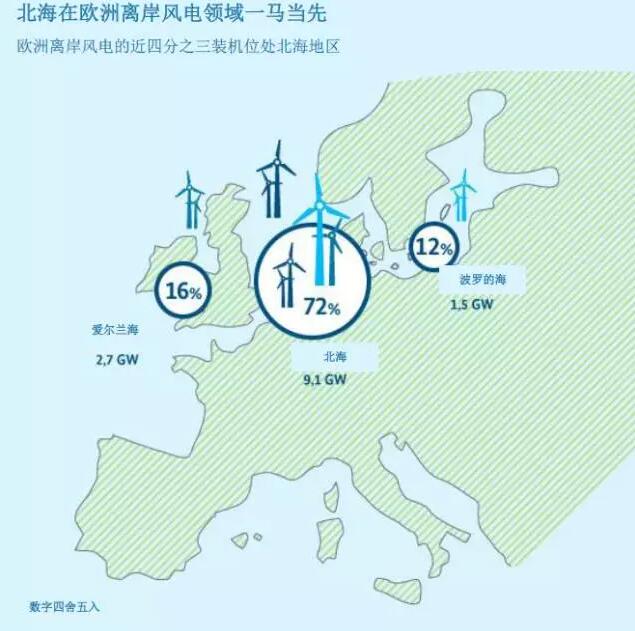 北海在欧洲离岸风电领域一马当先
欧洲离岸风电的近四分之三装机位处北海地区
16%
72%
12%
波罗的海
1,5 GW
爱尔兰海
2,7 GW
北海
9,1 GW
数字四舍五入